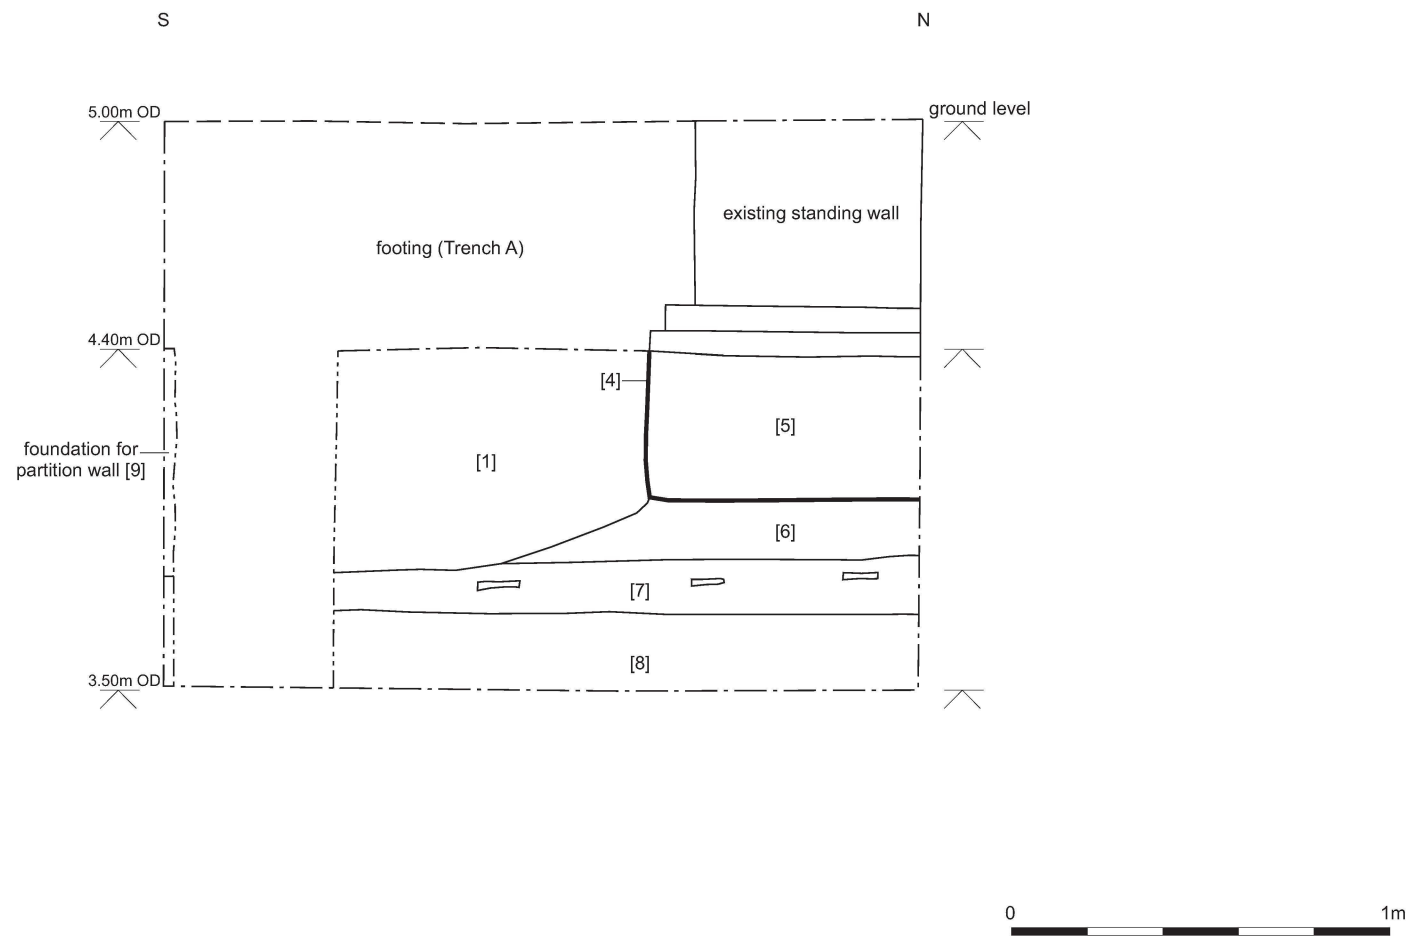 S
N
5.00m OD
ground level
existing standing wall
footing (Trench A)
4.40m OD
[4]
[5]
foundation for
partition wall [9]
[1]
[6]
[7]
[8]
3.50m OD
0
1m